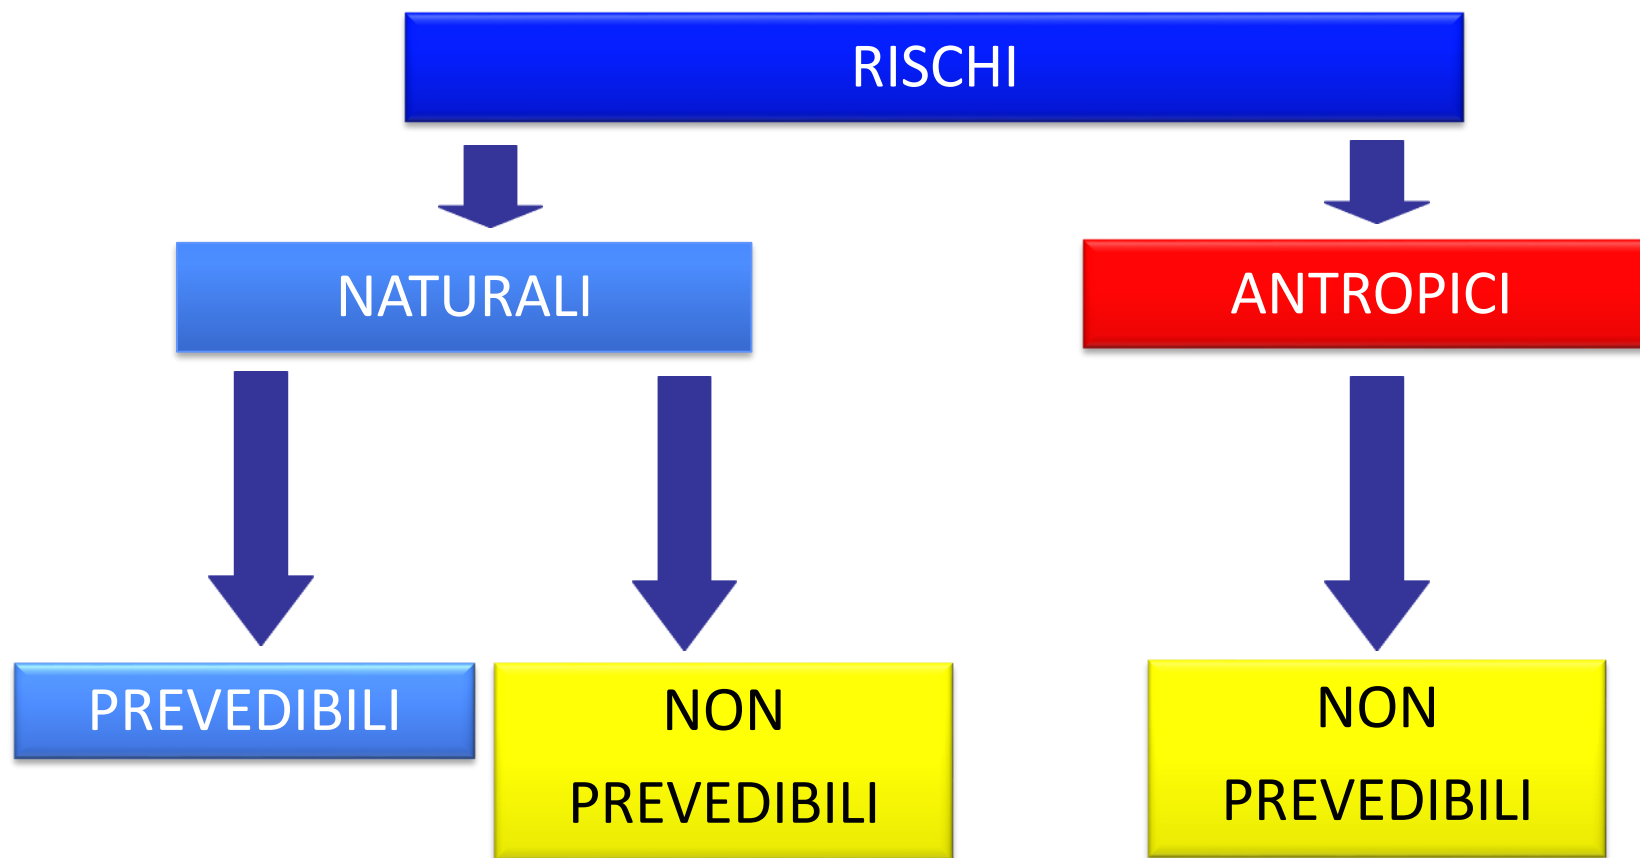 RISCHI
NATURALI
ANTROPICI
PREVEDIBILI
NON
PREVEDIBILI
NON
PREVEDIBILI